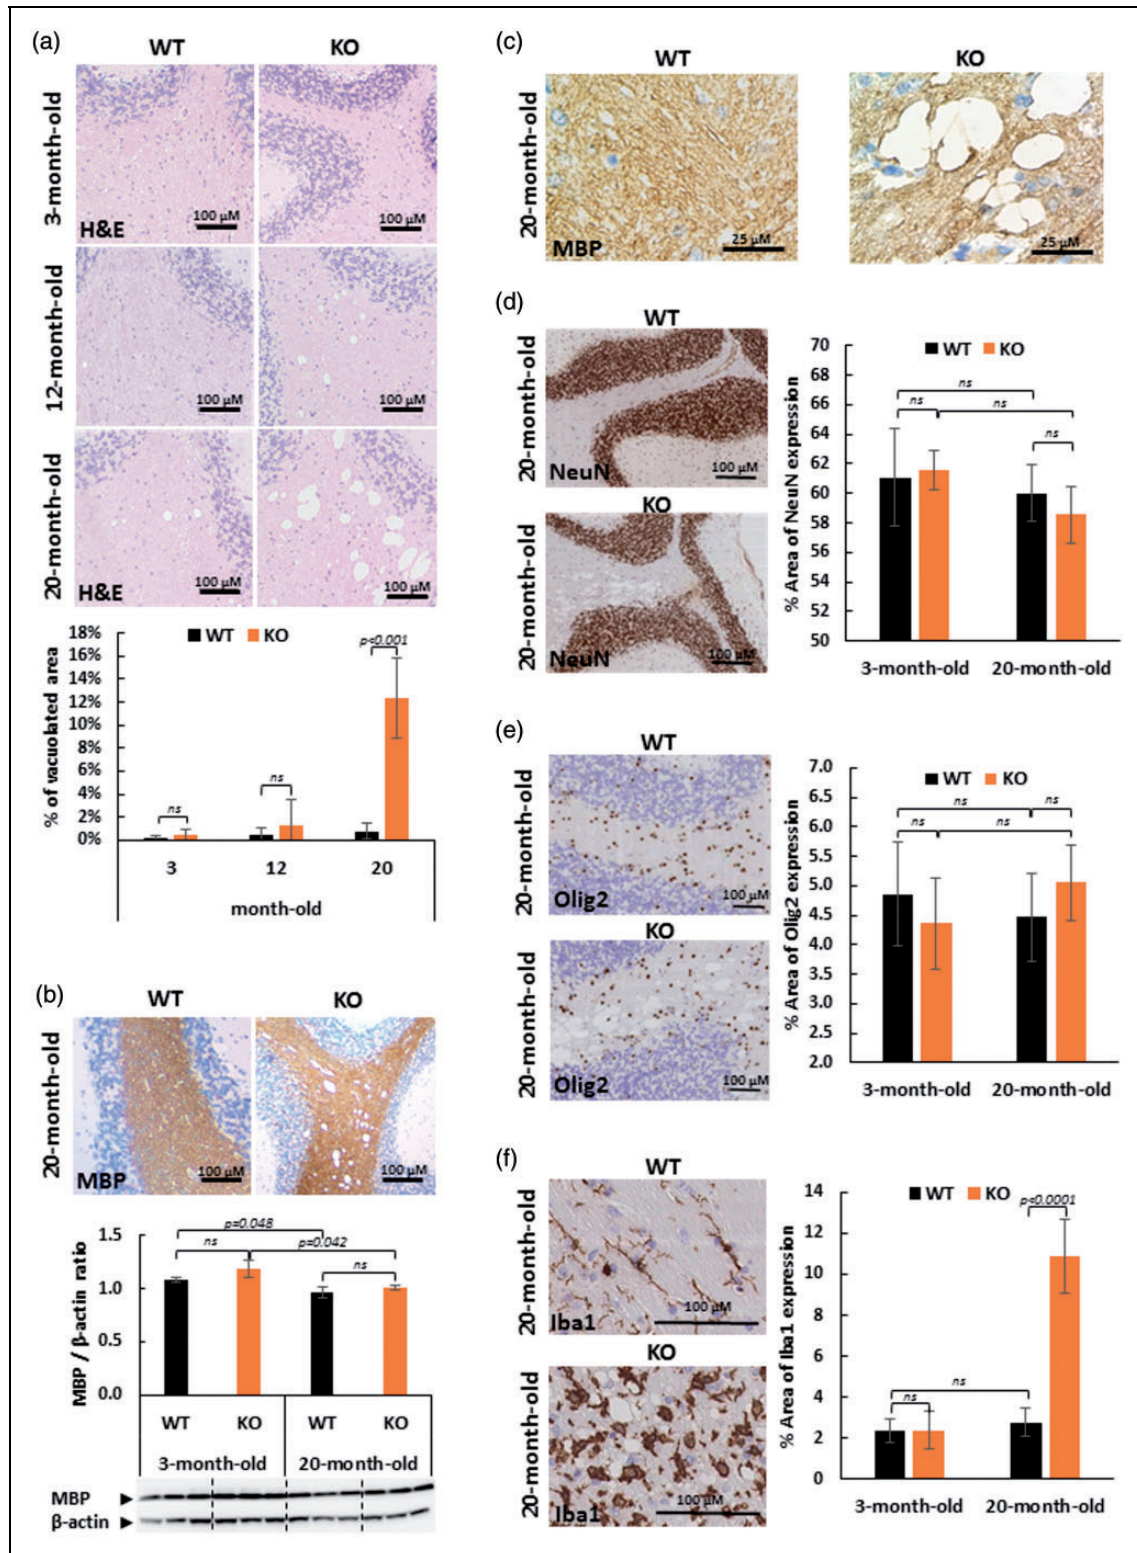 (a)
WT KO
3-month-old
H&E 100 µM 100 µM
12-month-old
100 µM 100 µM
20-month-old
H&E 100 µM 100 µM
WT KO
% of vacuolated area
18%
16%
14%
12%
10%
8%
6%
4%
2%
0%
ns
ns
p<0.001
3 12 20
month-old
(b)
WT KO
20-month-old
MBP 100 µM 100 µM
MBP / β-actin ratio
1.5
1.0
0.5
0.0
p=0.048
ns p=0.042
ns
WT KO WT KO
3-month-old 20-month-old
MBP
β-actin
(c)
WT KO
20-month-old
MBP 25 µM 25 µM
(d)
WT
20-month-old
NeuN 100 µM
KO
20-month-old
NeuN 100 µM
WT KO
% Area of NeuN expression
70
68
66
64
62
60
58
56
54
52
50
ns
ns ns
ns
3-month-old 20-month-old
(e)
WT
20-month-old
Olig2 100 µM
KO
20-month-old
Olig2 100 µM
WT KO
% Area of Olig2 expression
7.0
6.5
6.0
5.5
5.0
4.5
4.0
3.5
3.0
2.5
2.0
ns ns
ns ns
3-month-old 20-month-old
(f)
WT
20-month-old
Iba1 100 µM
KO
20-month-old
Iba1 100 µM
WT KO
% Area of Iba1 expression
14
12
10
8
6
4
2
0
p<0.0001
ns
ns
3-month-old 20-month-old